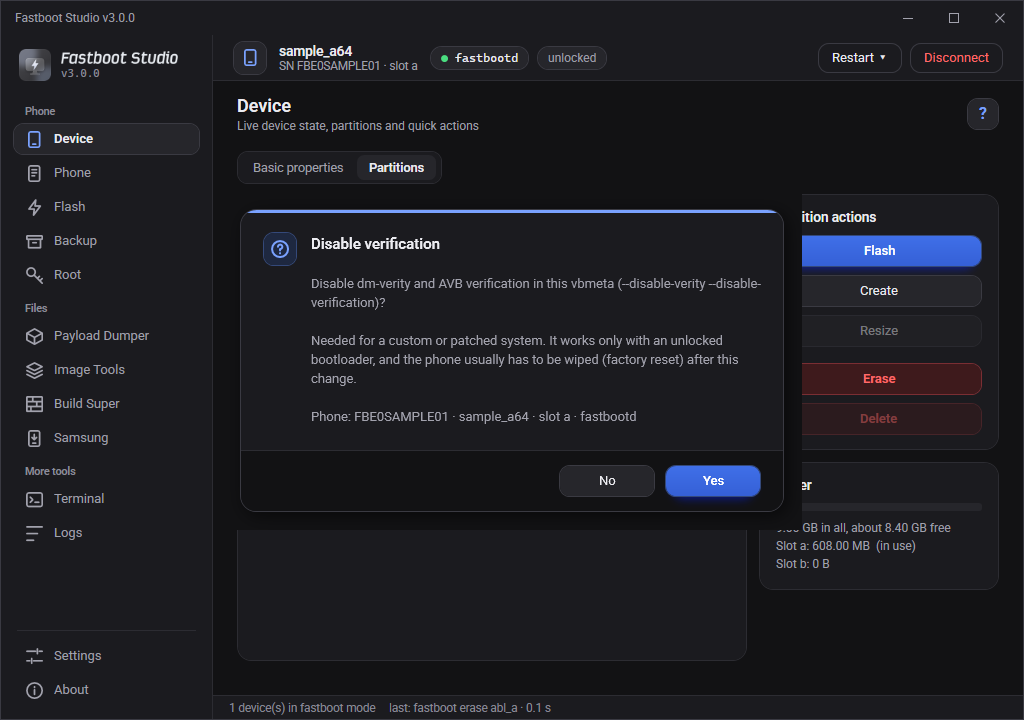 Fastboot Studio v3.0.0
Fastboot Studio
v3.0.0
Phone
Device
Phone
Flash
Backup
Root
Files
Payload Dumper
Image Tools
Build Super
Samsung
More tools
Terminal
Logs
Settings
About
sample_a64
SN FBE0SAMPLE01 · slot a
fastbootd
unlocked
Restart
Disconnect
Device
Live device state, partitions and quick actions
?
Basic properties
Partitions
Disable verification
Disable dm-verity and AVB verification in this vbmeta (--disable-verity --disable-
verification)?
Needed for a custom or patched system. It works only with an unlocked
bootloader, and the phone usually has to be wiped (factory reset) after this
change.
Phone: FBE0SAMPLE01 · sample_a64 · slot a · fastbootd
No
Yes
ition actions
Flash
Create
Resize
Erase
Delete
er
GB in all, about 8.40 GB free
Slot a: 608.00 MB (in use)
Slot b: 0 B
1 device(s) in fastboot mode
last: fastboot erase abl_a · 0.1 s